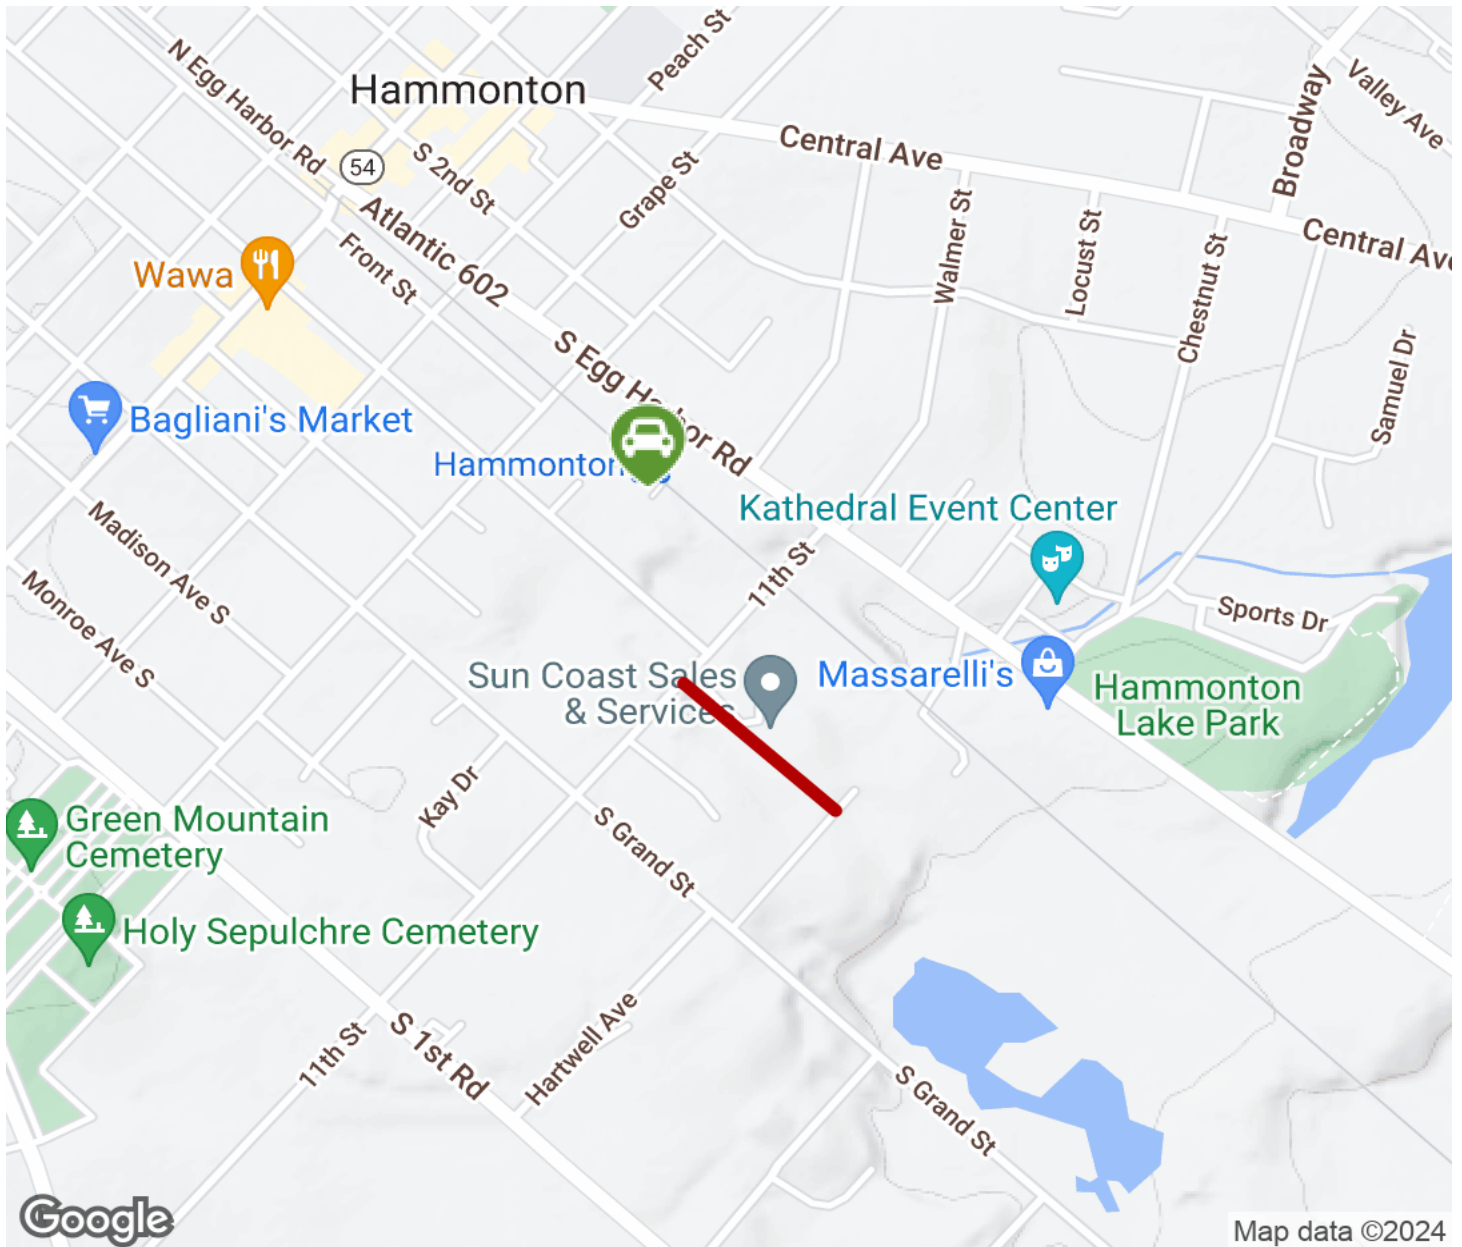 Peach St
Valley Ave
N Egg Harbor Rd
Hammonton
Broadway
Central Ave
54
S 2nd St
Grape St
Atlantic 602
Walmer St
Locust St
Chestnut St
Central Ave
Front St
Wawa
Samuel Dr
S Egg Harbor Rd
Bagliani's Market
Hammonton
Kathedral Event Center
Madison Ave S
11th St
Monroe Ave S
Sports Dr
Sun Coast Sales
& Services
Massarelli's
Hammonton
Lake Park
Kay Dr
Green Mountain
Cemetery
S Grand St
Holy Sepulchre Cemetery
11th St
S 1st Rd
Hartwell Ave
S Grand St
Google
Map data ©2024